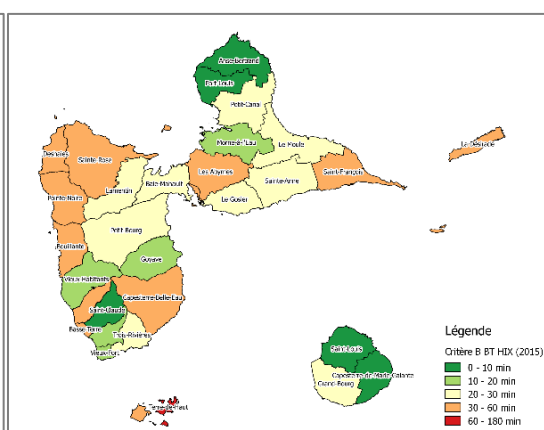 Anse-Bertrand
Port-Louis
Petit-Canal
Morne-à-l'Eau
Le Moule
La Désirade
Deshaies
Sainte-Rose
Les Abymes
Saint-François
Lamentin
Baie-Mahault
Sainte-Anne
Pointe-Noire
Le Gosier
Petit-Bourg
Bouillante
Goyave
Vieux-Habitants
Capesterre-Belle-Eau
Saint-Claude
Basse-Terre
Trois-Rivières
Vieux-Fort
Saint-Louis
Capesterre-de-Marie-Galante
Grand-Bourg
Terre-de-Haut
Légende
Critère B BT HIX (2015)
0 - 10 min
10 - 20 min
20 - 30 min
30 - 60 min
60 - 180 min